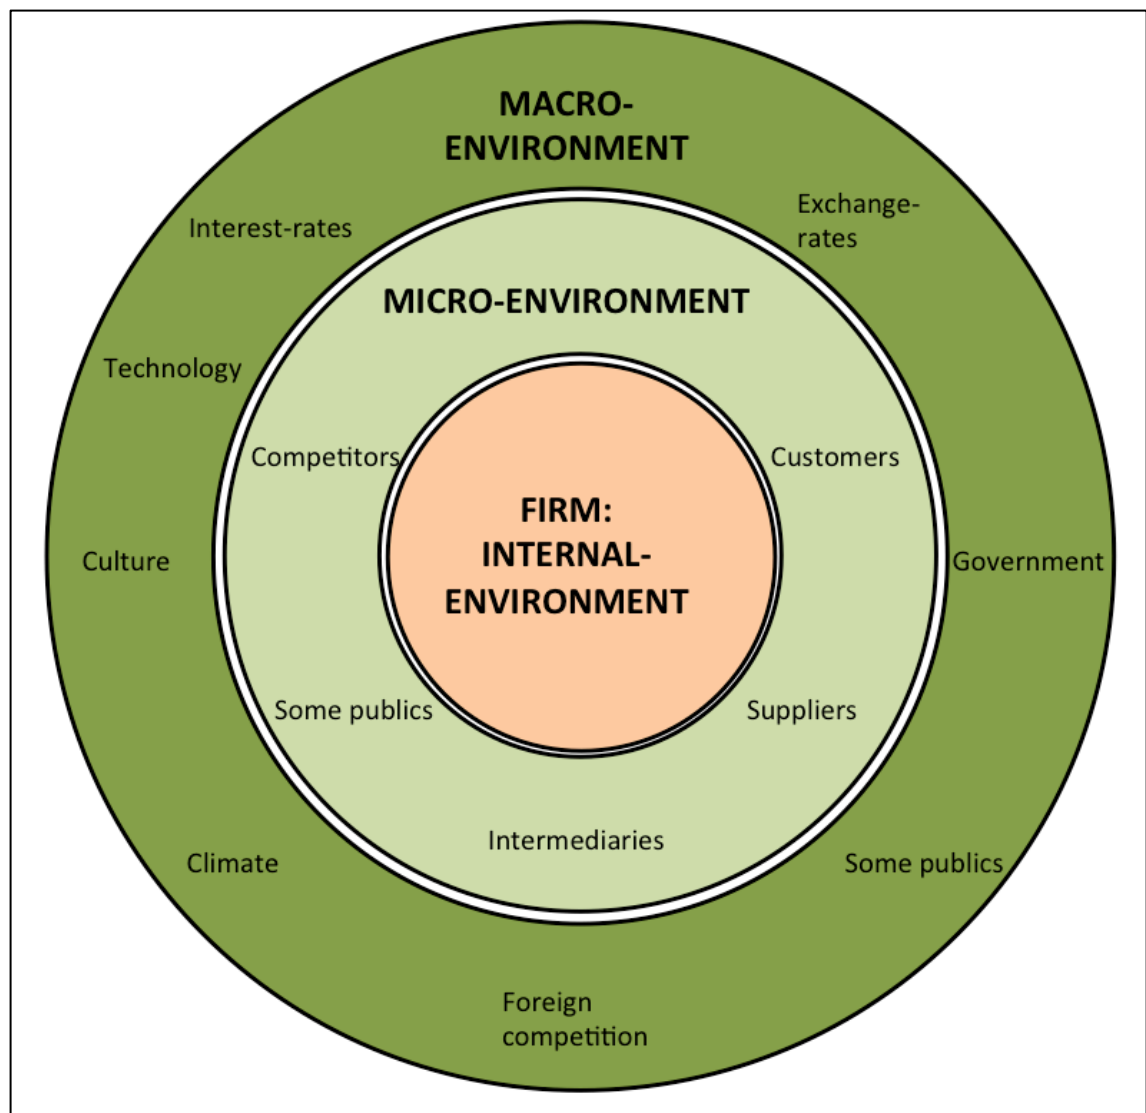 MACRO-
ENVIRONMENT
Interest-rates
Exchange-
rates
MICRO-ENVIRONMENT
Technology
Competitors
Customers
FIRM:
INTERNAL-
ENVIRONMENT
Culture
Government
Some publics
Suppliers
Intermediaries
Climate
Some publics
Foreign
competition